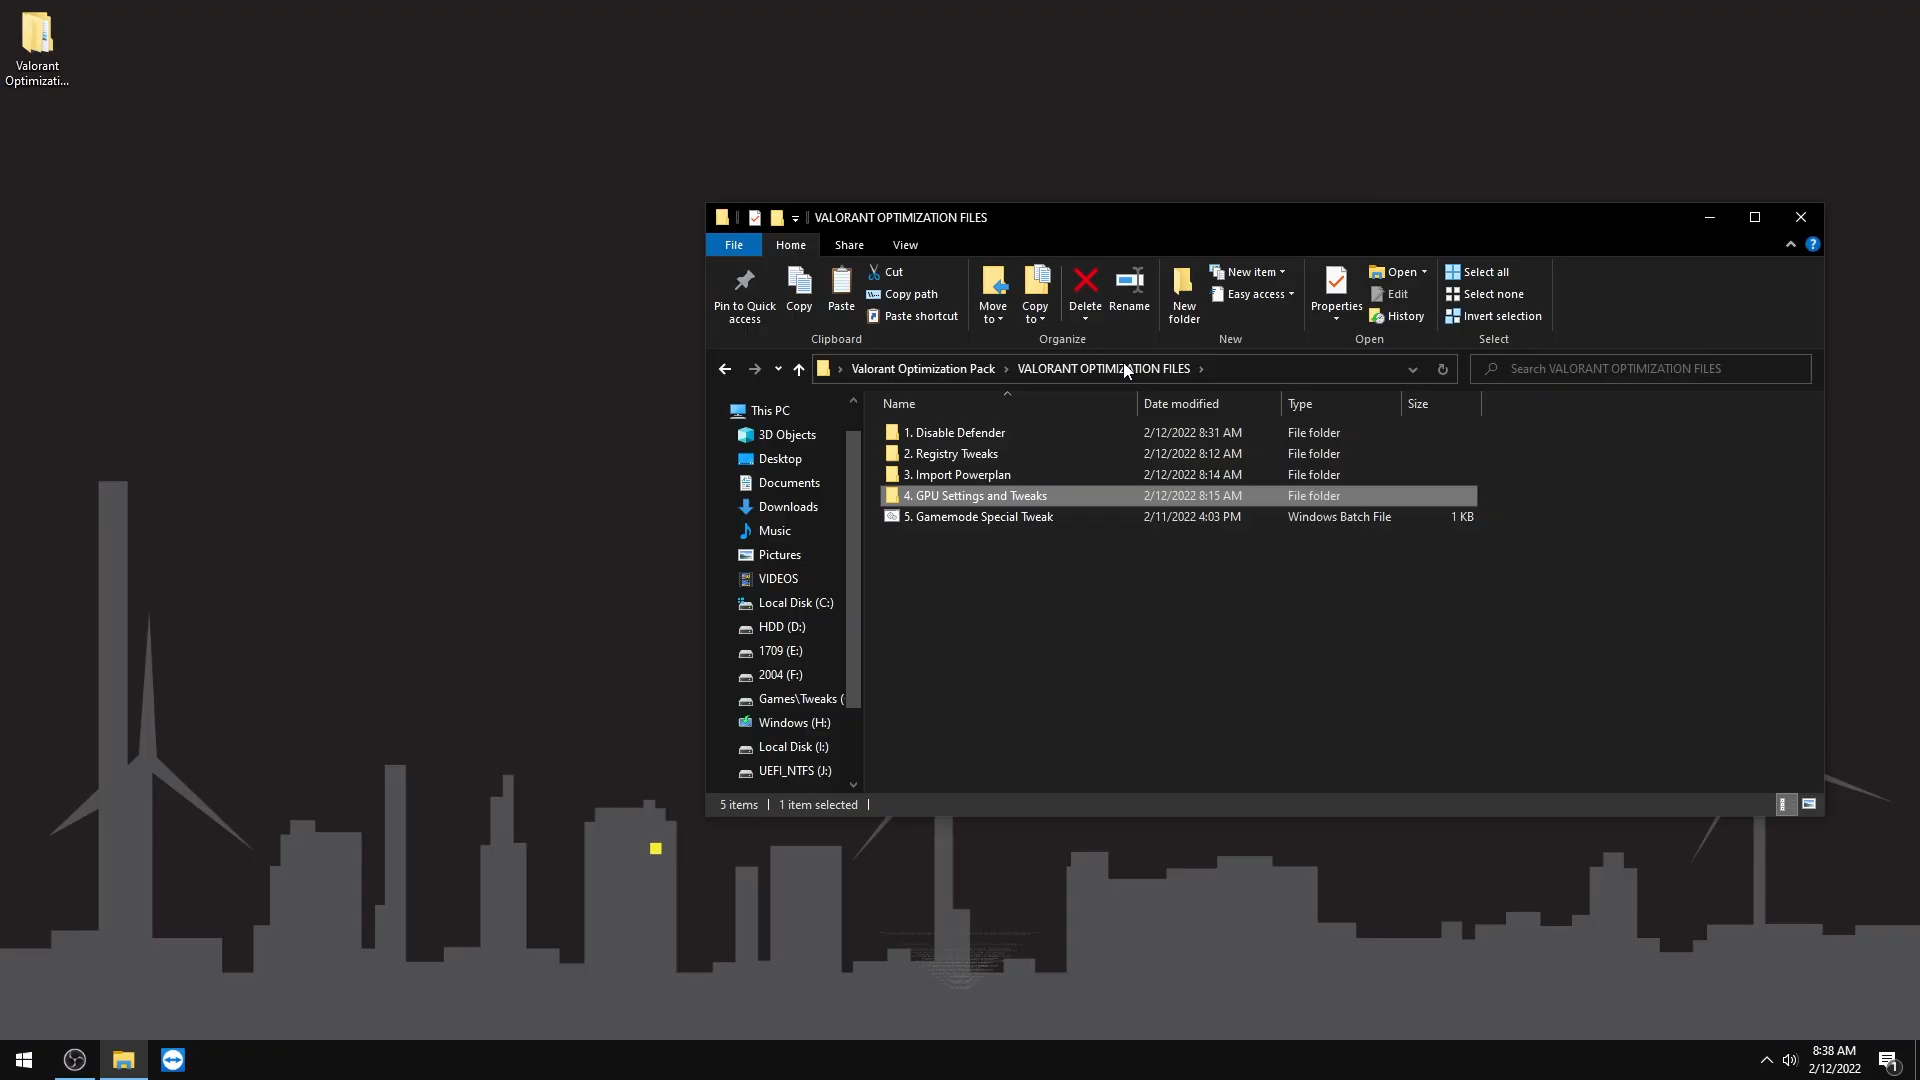 Valorant
Optimizati...
VALORANT OPTIMIZATION FILES
File Home Share View
Pin to Quick
access
Copy
Paste
Cut
Copy path
Paste shortcut
Clipboard
Move
to
Copy
to
Delete
Rename
Organize
New
folder
New item
Easy access
New
Properties
Open
Edit
History
Open
Select all
Select none
Invert selection
Select
Valorant Optimization Pack VALORANT OPTIMIZATION FILES
Search VALORANT OPTIMIZATION FILES
This PC
3D Objects
Desktop
Documents
Downloads
Music
Pictures
VIDEOS
Local Disk (C:)
HDD (D:)
1709 (E:)
2004 (F:)
Games\Tweaks (
Windows (H:)
Local Disk (I:)
UEFI_NTFS (J:)
Name Date modified Type Size
1. Disable Defender 2/12/2022 8:31 AM File folder
2. Registry Tweaks 2/12/2022 8:12 AM File folder
3. Import Powerplan 2/12/2022 8:14 AM File folder
4. GPU Settings and Tweaks 2/12/2022 8:15 AM File folder
5. Gamemode Special Tweak 2/11/2022 4:03 PM Windows Batch File 1 KB
5 items 1 item selected
8:38 AM
2/12/2022
1